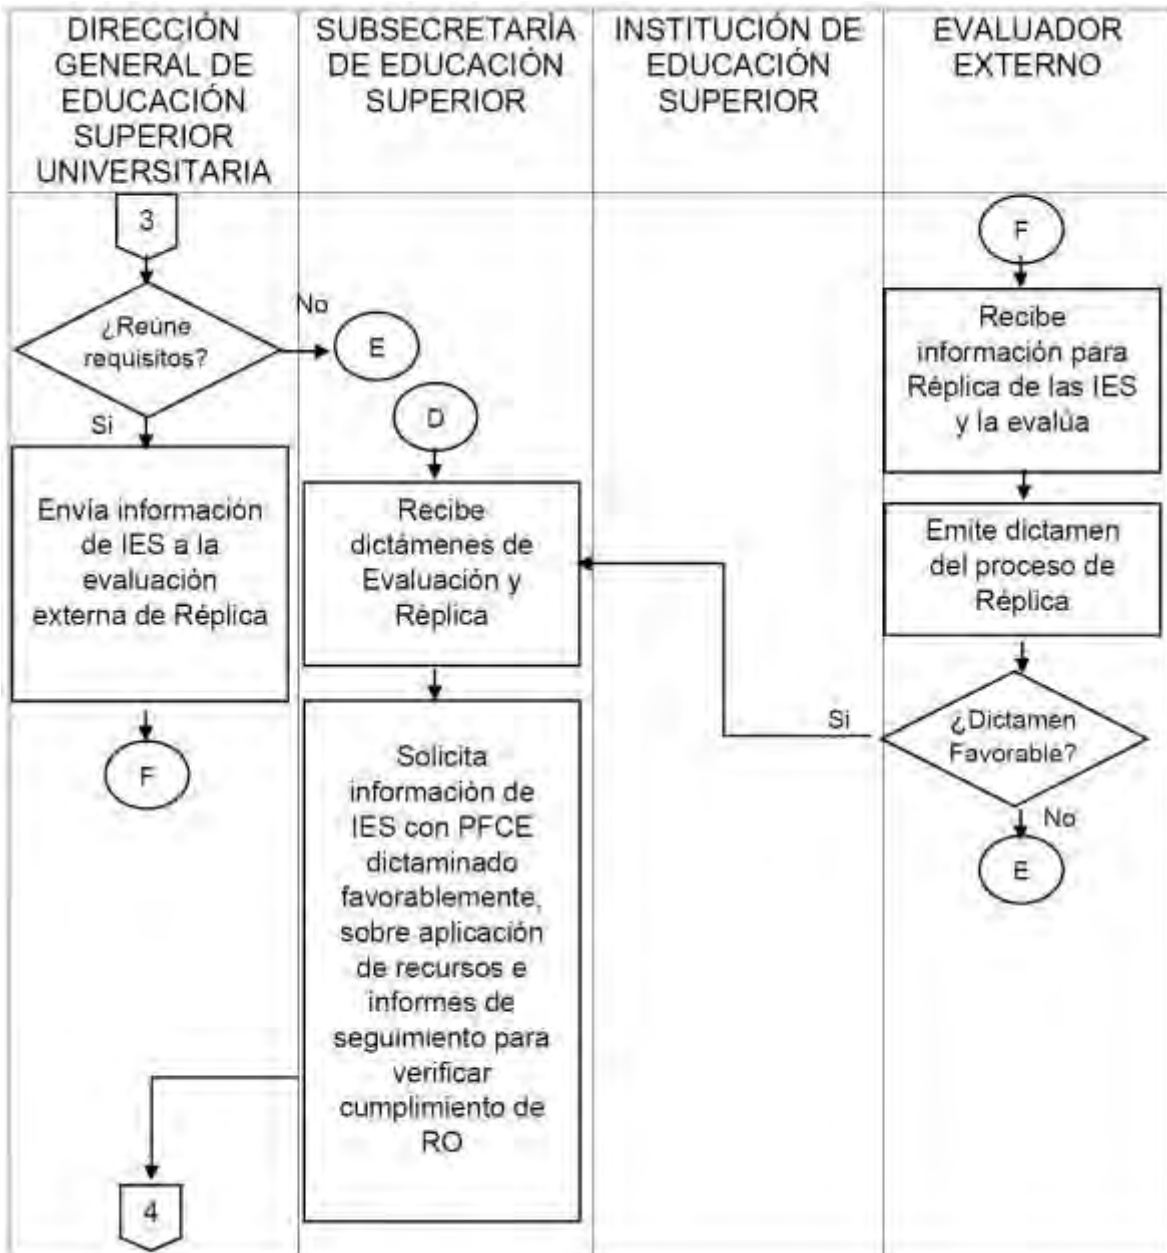 DIRECCIÓN
GENERAL DE
EDUCACIÓN
SUPERIOR
UNIVERSITARIA
SUBSECRETARÍA
DE EDUCACIÓN
SUPERIOR
INSTITUCIÓN DE
EDUCACIÓN
SUPERIOR
EVALUADOR
EXTERNO
3
¿Reúne
requisitos?
No
E
Si
Envía información
de IES a la
evaluación
externa de Réplica
F
D
Recibe
dictámenes de
Evaluación y
Réplica
Solicita
información de
IES con PFCE
dictaminado
favorablemente,
sobre aplicación
de recursos e
informes de
seguimiento para
verificar
cumplimiento de
RO
4
F
Recibe
información para
Réplica de las IES
y la evalúa
Emite dictamen
del proceso de
Réplica
¿Dictamen
Favorable?
Si
No
E